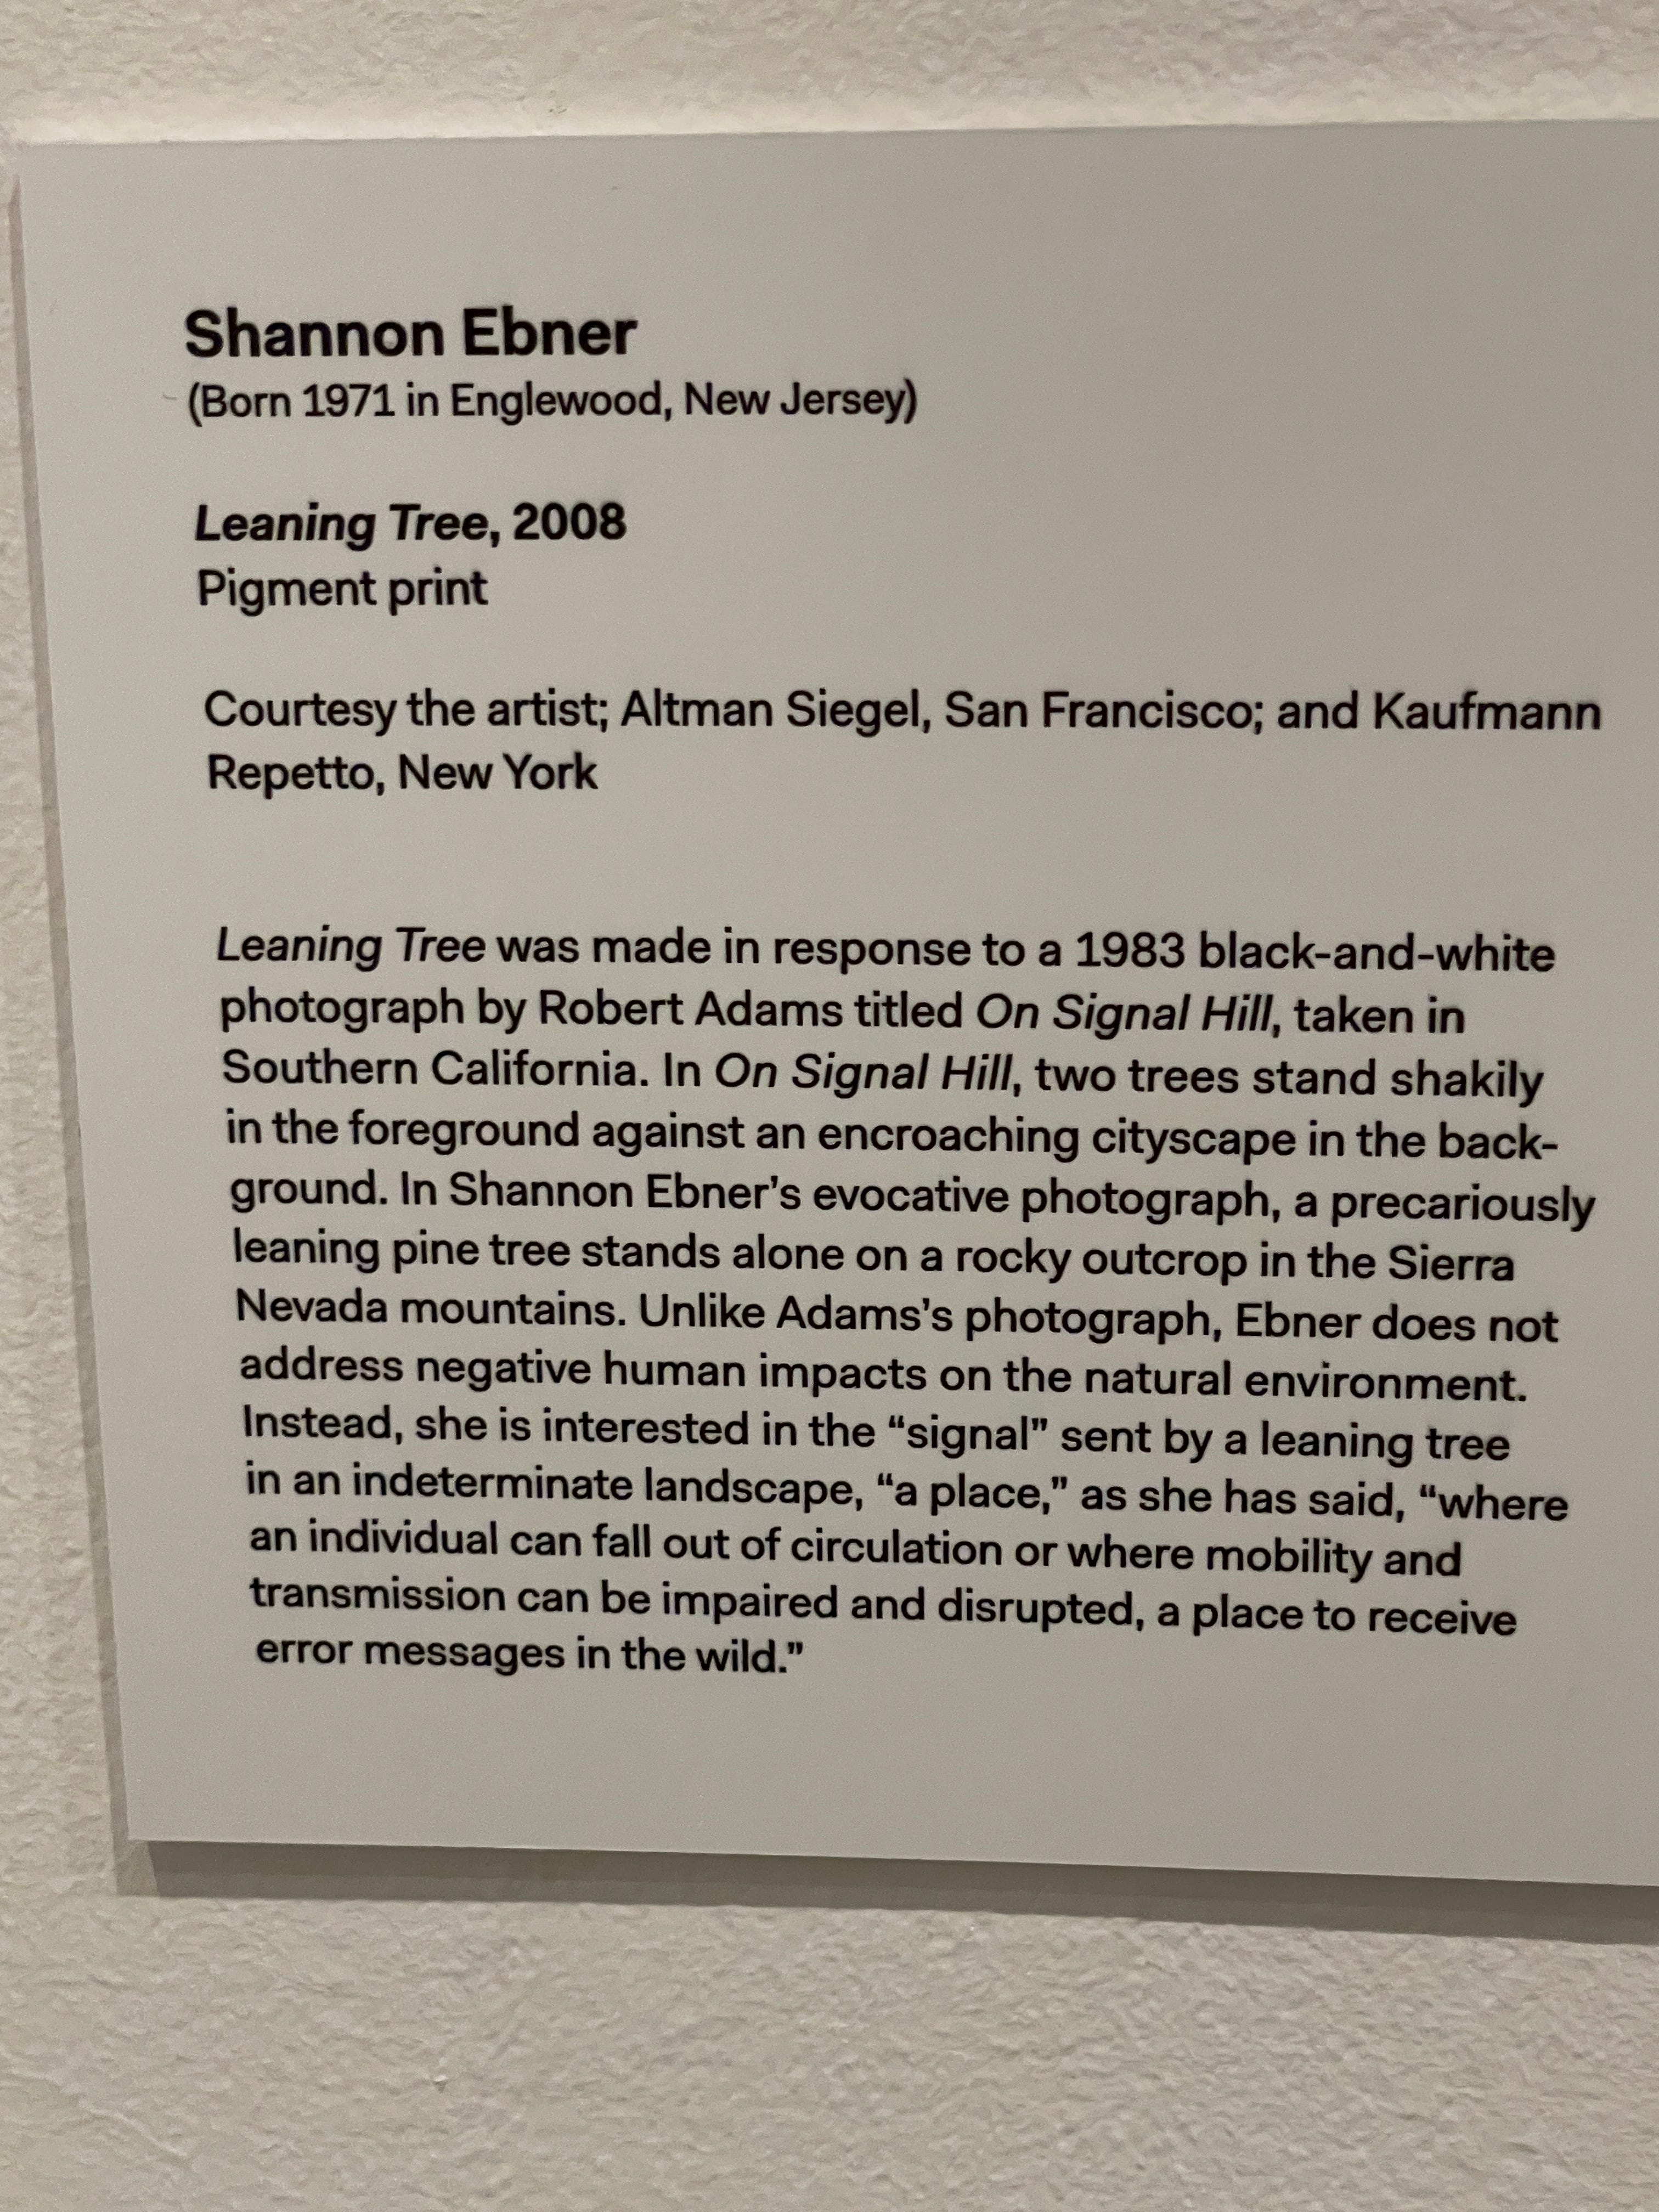 Shannon Ebner
(Born 1971 in Englewood, New Jersey)
Leaning Tree, 2008
Pigment print
Courtesy the artist; Altman Siegel, San Francisco; and Kaufmann
Repetto, New York
Leaning Tree was made in response to a 1983 black-and-white
photograph by Robert Adams titled On Signal Hill, taken in
Southern California. In On Signal Hill, two trees stand shakily
in the foreground against an encroaching cityscape in the back-
ground. In Shannon Ebner’s evocative photograph, a precariously
leaning pine tree stands alone on a rocky outcrop in the Sierra
Nevada mountains. Unlike Adams’s photograph, Ebner does not
address negative human impacts on the natural environment.
Instead, she is interested in the “signal” sent by a leaning tree
in an indeterminate landscape, “a place,” as she has said, “where
an individual can fall out of circulation or where mobility and
transmission can be impaired and disrupted, a place to receive
error messages in the wild.”